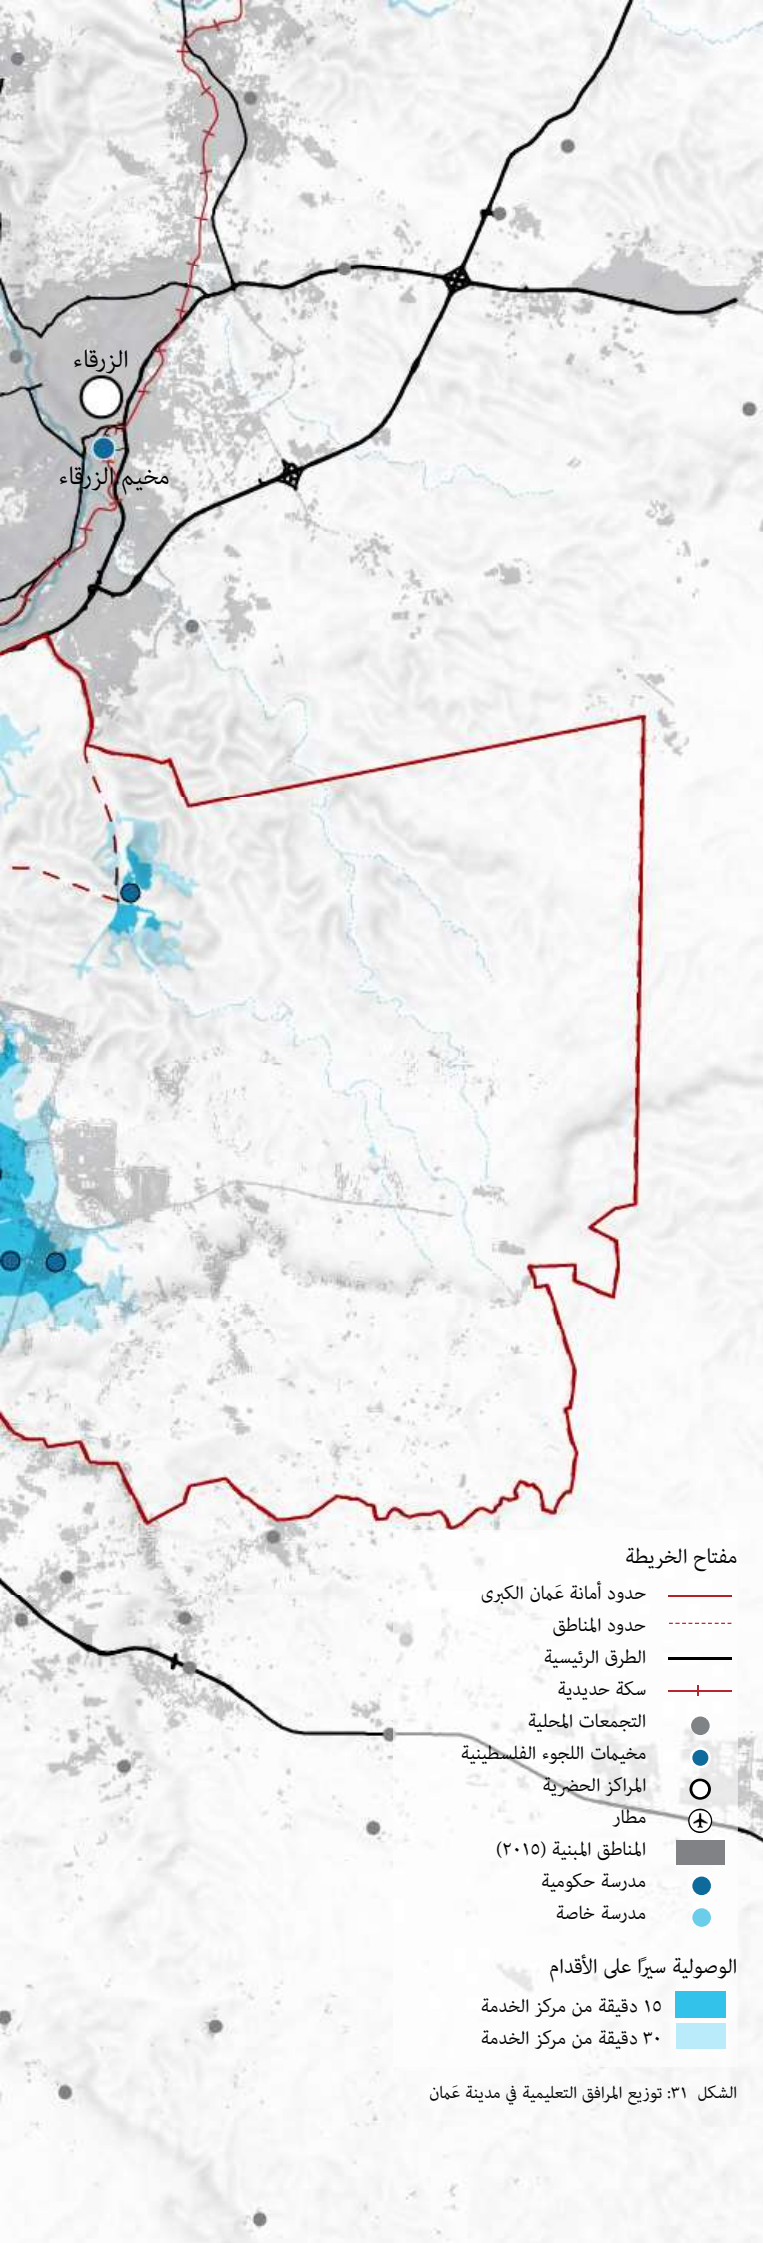 الزرقاء
مخيم الزرقاء
مفتاح الخريطة
حدود أمانة عَمان الكبرى
حدود المناطق
الطرق الرئيسية
سكة حديدية
التجمعات المحلية
مخيمات اللجوء الفلسطينية
المراكز الحضرية
مطار
المناطق المبنية (٢٠١٥)
مدرسة حكومية
مدرسة خاصة
الوصولية سيرًا على الأقدام
١٥ دقيقة من مركز الخدمة
٣٠ دقيقة من مركز الخدمة
الشكل ٣١: توزيع المرافق التعليمية في مدينة عَمان